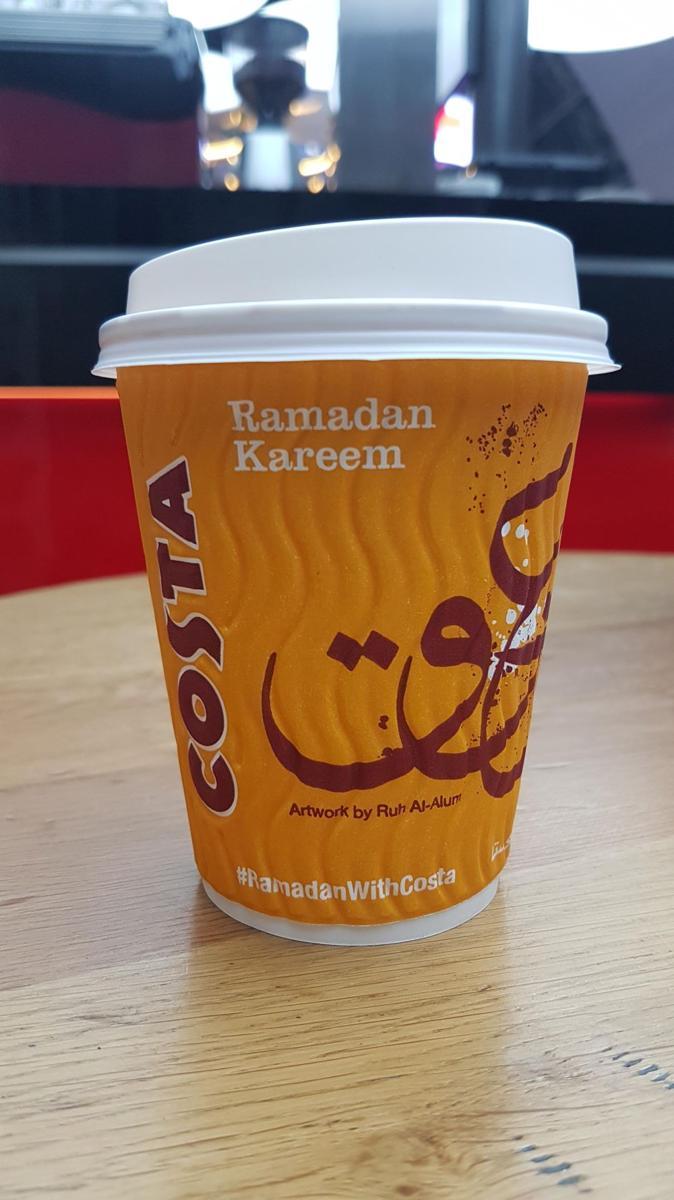 Ramadan
Kareem
COSTA
Artwork by Ruh Al-Alum
#RamadanWithCosta